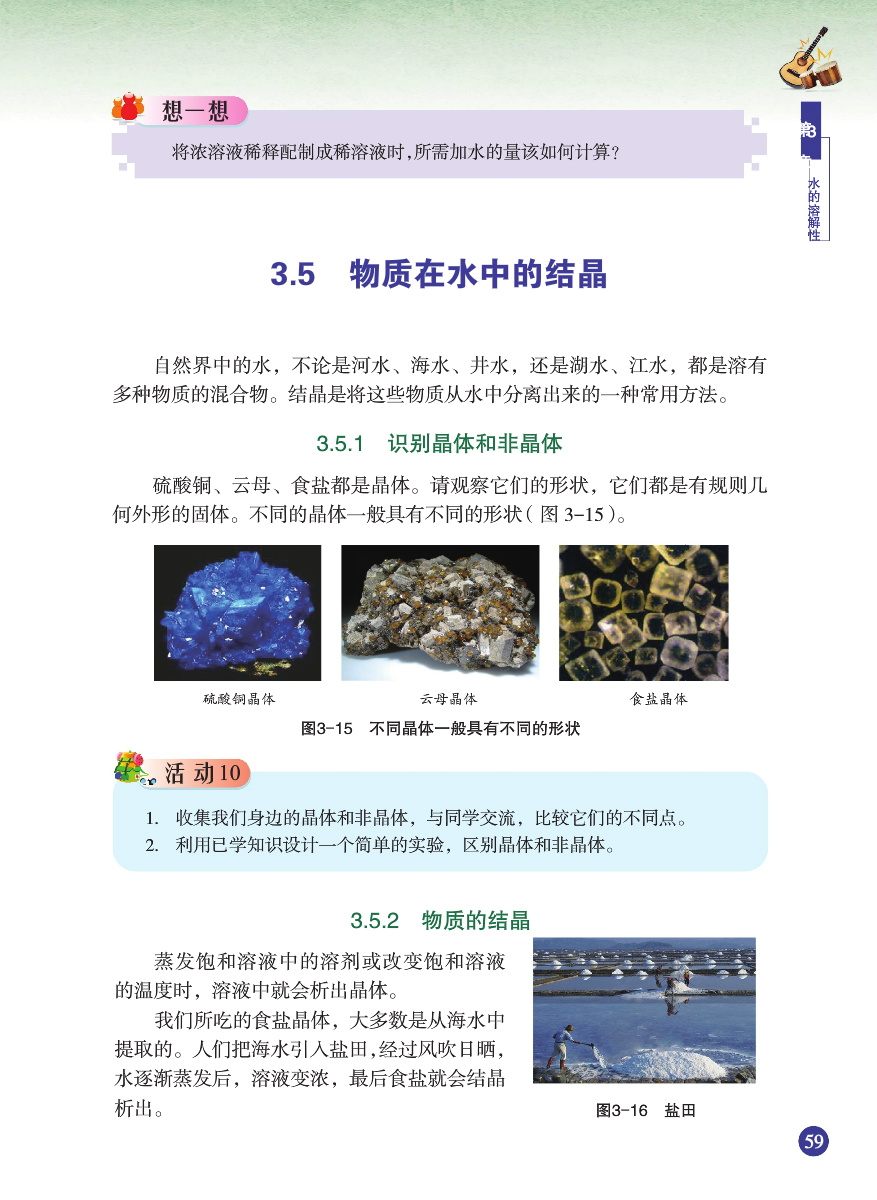 想一想
将浓溶液稀释配制成稀溶液时,所需加水的量该如何计算?
水的溶解性
3.5 物质在水中的结晶
自然界中的水，不论是河水、海水、井水，还是湖水、江水，都是溶有
多种物质的混合物。结晶是将这些物质从水中分离出来的一种常用方法。
3.5.1 识别晶体和非晶体
硫酸铜、云母、食盐都是晶体。请观察它们的形状，它们都是有规则几
何外形的固体。不同的晶体一般具有不同的形状(图 3-15)。
硫酸铜晶体 云母晶体 食盐晶体
图3-15 不同晶体一般具有不同的形状
活 动 10
1. 收集我们身边的晶体和非晶体，与同学交流，比较它们的不同点。
2. 利用已学知识设计一个简单的实验，区别晶体和非晶体。
3.5.2 物质的结晶
蒸发饱和溶液中的溶剂或改变饱和溶液
的温度时，溶液中就会析出晶体。
我们所吃的食盐晶体，大多数是从海水中
提取的。人们把海水引入盐田,经过风吹日晒,
水逐渐蒸发后，溶液变浓，最后食盐就会结晶
析出。
图3-16 盐田
59